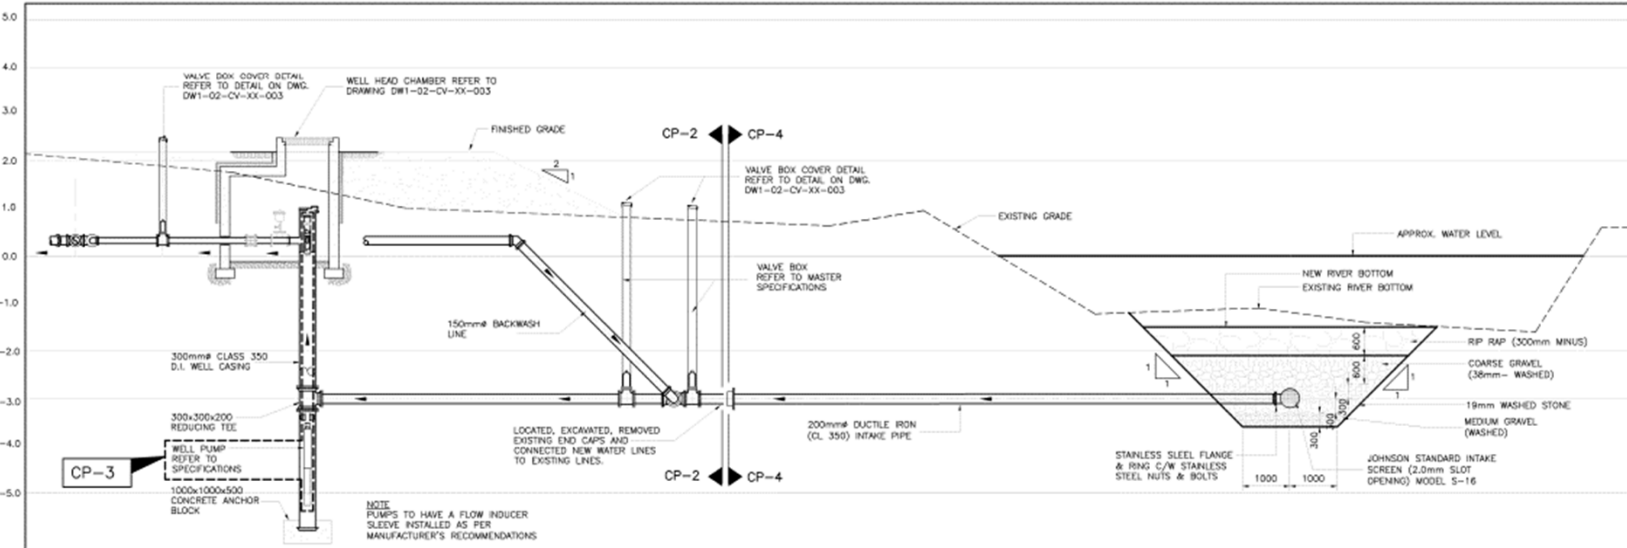 5.0
4.0
3.0
2.0
1.0
0.0
-1.0
-2.0
-3.0
-4.0
-5.0
VALVE BOX COVER DETAIL
REFER TO DETAIL ON DWG.
DW1-02-CV-XX-003
WELL HEAD CHAMBER REFER TO
DRAWING DW1-02-CV-XX-003
FINISHED GRADE
2
1
CP-2
CP-4
VALVE BOX COVER DETAIL
REFER TO DETAIL ON DWG.
DW1-02-CV-XX-003
EXISTING GRADE
APPROX. WATER LEVEL
VALVE BOX
REFER TO MASTER
SPECIFICATIONS
NEW RIVER BOTTOM
EXISTING RIVER BOTTOM
150mmø BACKWASH
LINE
300mmø CLASS 350
D.I. WELL CASING
600
600
RIP RAP (300mm MINUS)
COARSE GRAVEL
(38mm- WASHED)
1
1
1
1
19mm WASHED STONE
MEDIUM GRAVEL
(WASHED)
300
300
300
300x300x200
REDUCING TEE
LOCATED, EXCAVATED, REMOVED
EXISTING END CAPS AND
CONNECTED NEW WATER LINES
TO EXISTING LINES.
200mmø DUCTILE IRON
(CL 350) INTAKE PIPE
WELL PUMP
REFER TO
SPECIFICATIONS
CP-3
CP-2
CP-4
STAINLESS SLEEL FLANGE
& RING C/W STAINLESS
STEEL NUTS & BOLTS
1000
1000
JOHNSON STANDARD INTAKE
SCREEN (2.0mm SLOT
OPENING) MODEL S-16
1000x1000x500
CONCRETE ANCHOR
BLOCK
NOTE
PUMPS TO HAVE A FLOW INDUCER
SLEEVE INSTALLED AS PER
MANUFACTURER'S RECOMMENDATIONS